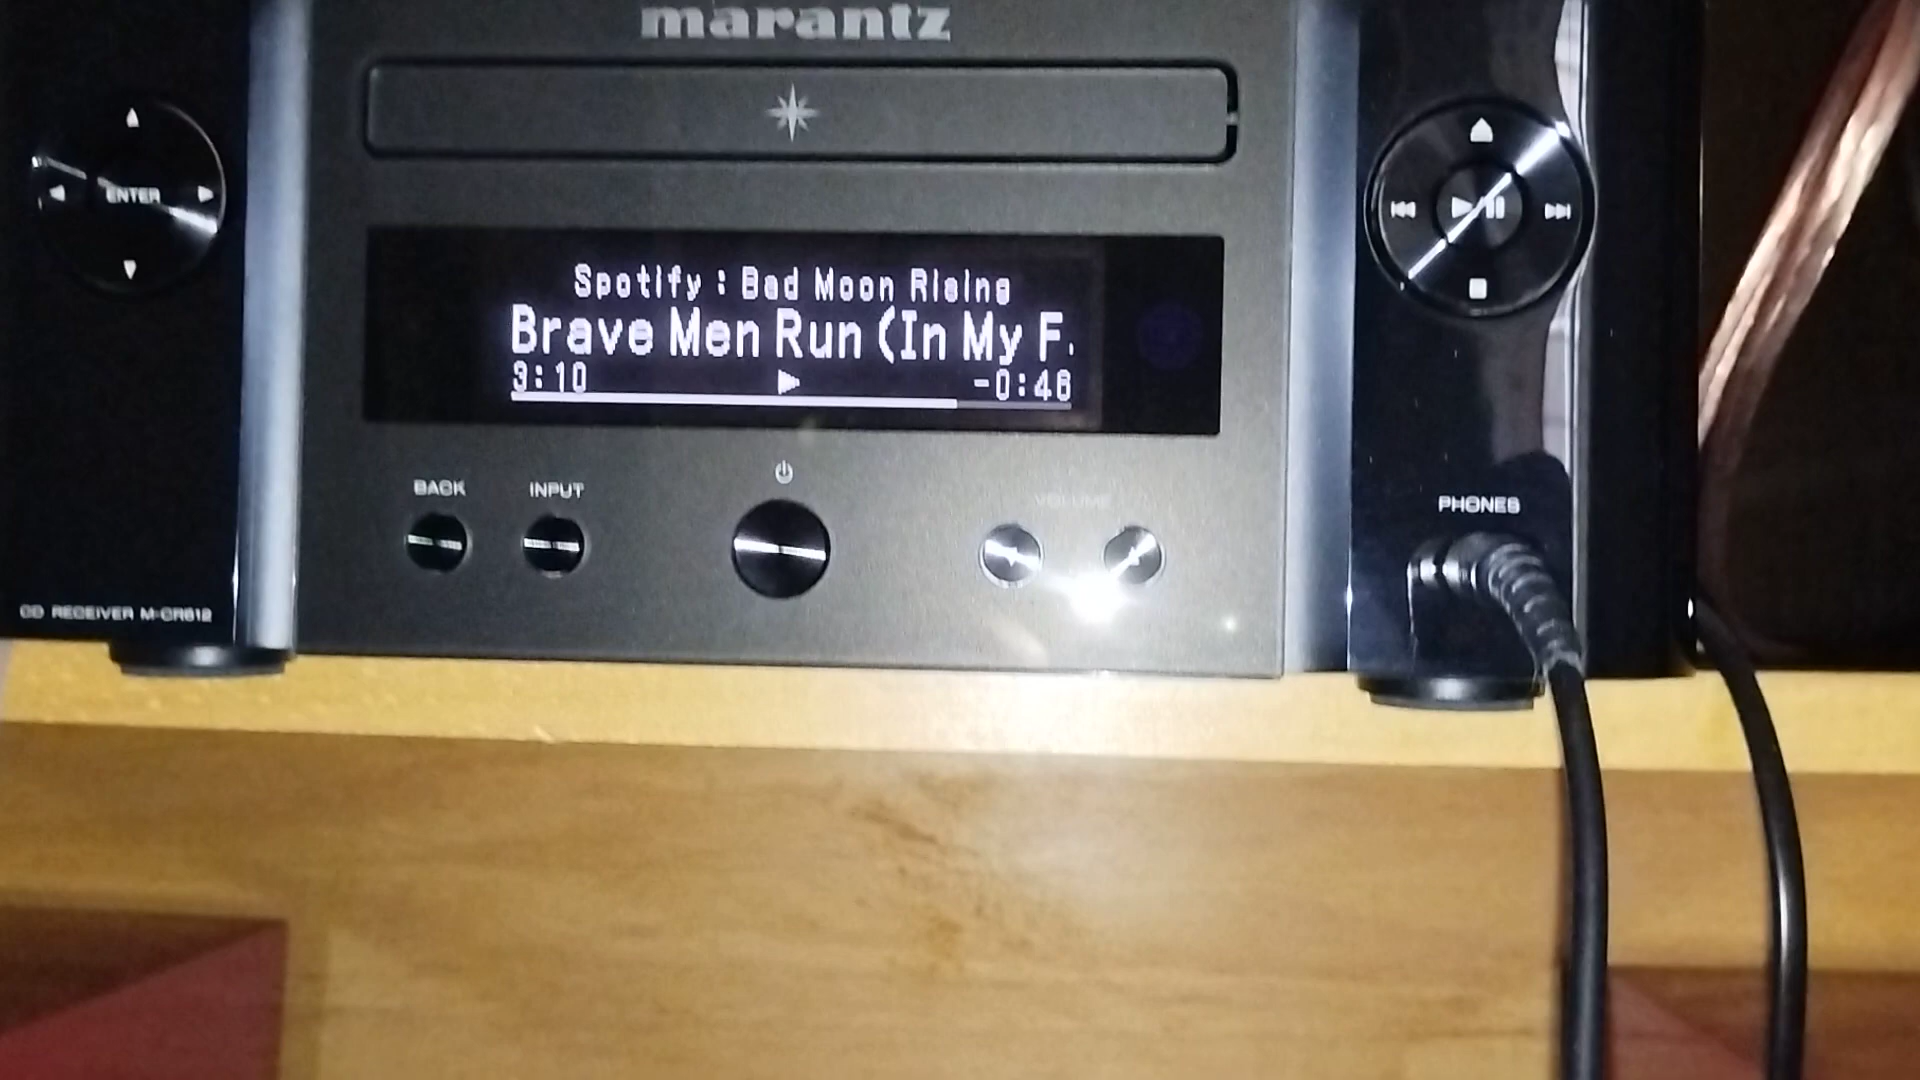 marantz
ENTER
Spotify : Bad Moon Rising
Brave Men Run (In My F.
3:10 -0:46
BACK INPUT VOLUME
PHONES
CD RECEIVER M-CR612